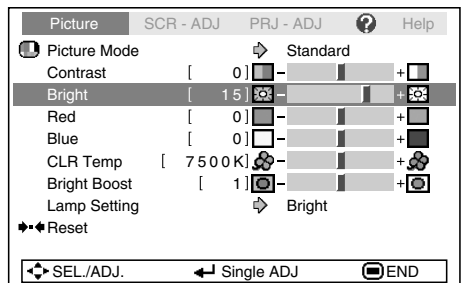 Picture SCR - ADJ PRJ - ADJ ? Help
Picture Mode Standard
Contrast [ 0] - +
Bright [ 15] - +
Red [ 0] - +
Blue [ 0] - +
CLR Temp [ 7500K] - +
Bright Boost [ 1] - +
Lamp Setting Bright
Reset
SEL./ADJ. Single ADJ END